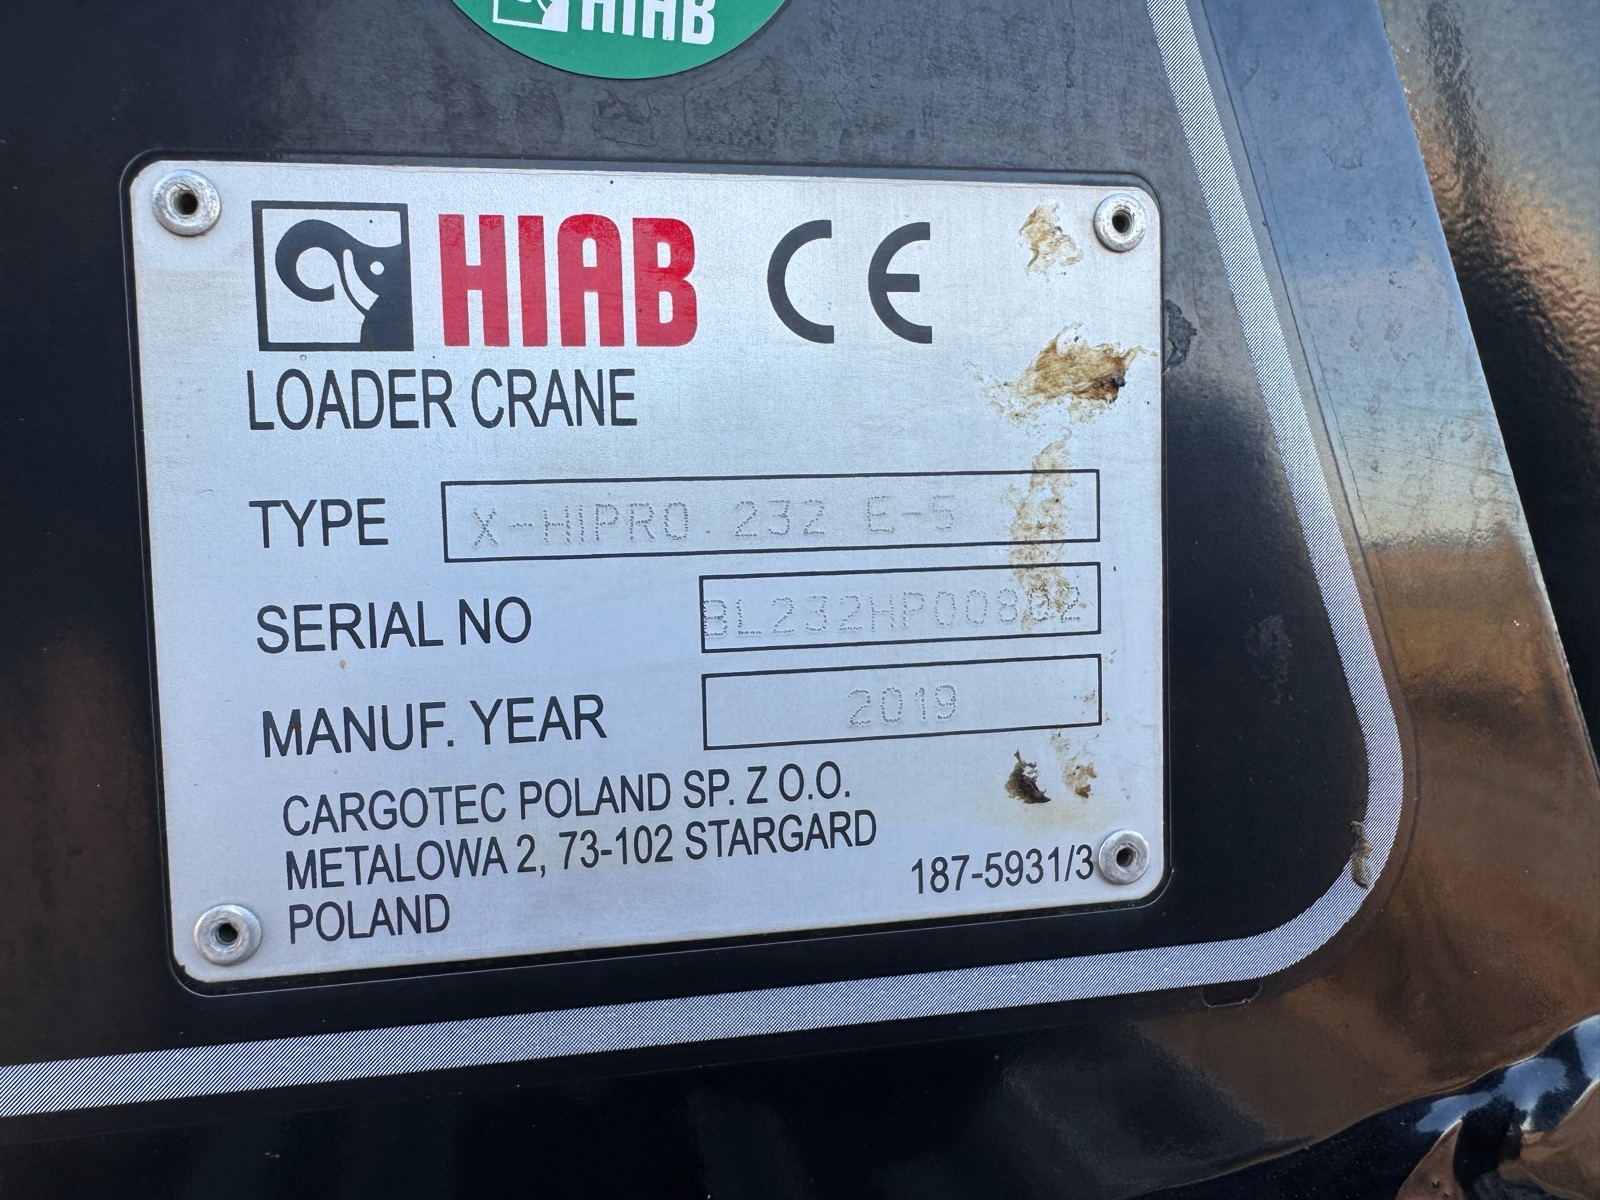 HIAB
HIAB CE
LOADER CRANE
TYPE X-HIPRO 232 E-5
SERIAL NO
MANUF. YEAR 2019
CARGOTEC POLAND SP. Z O.O.
METALOWA 2, 73-102 STARGARD
POLAND
187-5931/3